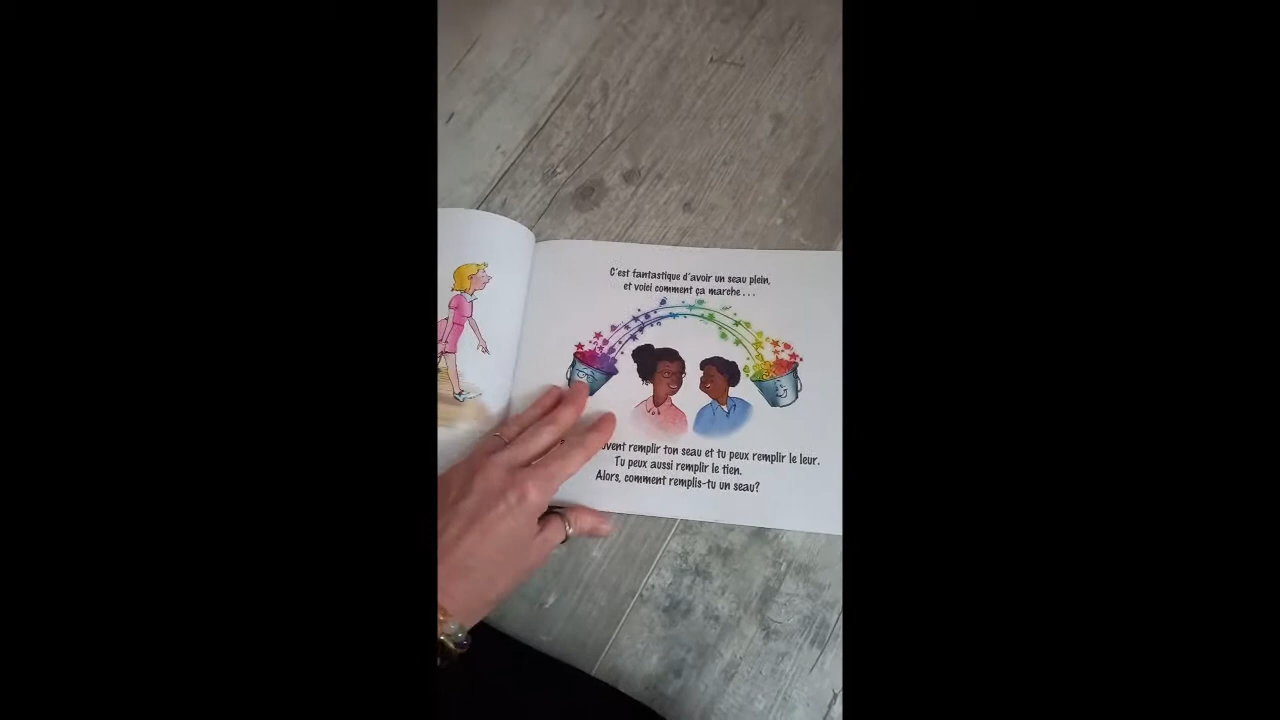 C'est fantastique d'avoir un seau plein,
et voici comment ça marche...
remplir ton seau et tu peux remplir le leur.
Tu peux aussi remplir le tien.
Alors, comment remplis-tu un seau?